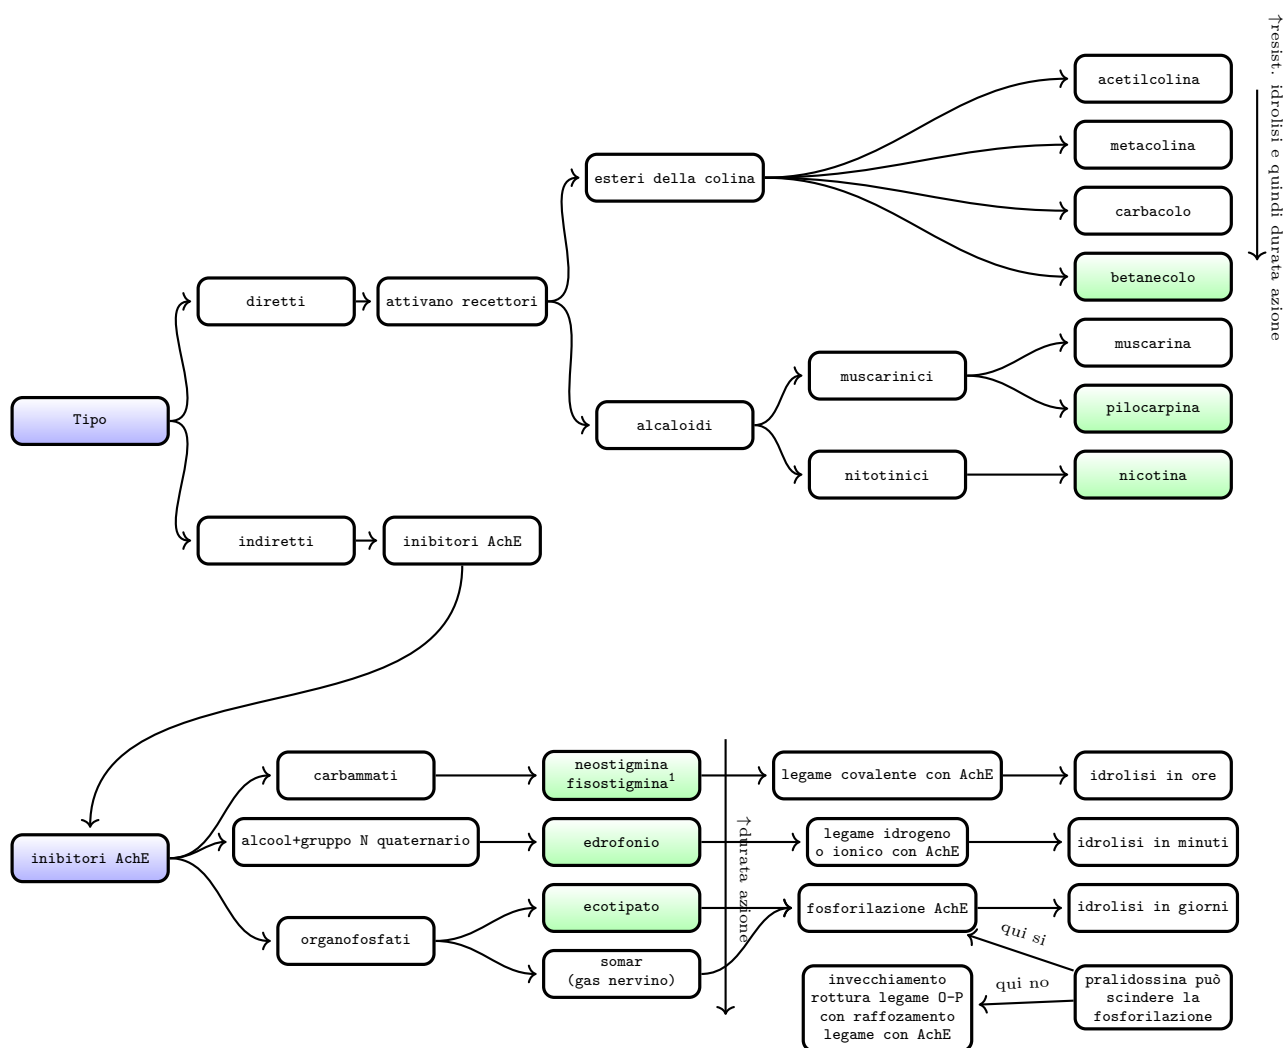 ↑resist. idrolisi e quindi durata azione
acetilcolina
metacolina
esteri della colina
carbacolo
betanecolo
diretti
attivano recettori
muscarina
muscarinici
pilocarpina
Tipo
alcaloidi
nitotinici
nicotina
indiretti
inibitori AchE
carbammati
neostigmina
fisostigmina¹
legame covalente con AchE
idrolisi in ore
↑durata azione
alcool+gruppo N quaternario
edrofonio
legame idrogeno
o ionico con AchE
idrolisi in minuti
inibitori AchE
ecotipato
fosforilazione AchE
idrolisi in giorni
organofosfati
qui si
somar
(gas nervino)
invecchiamento
rottura legame O-P
con raffozamento
legame con AchE
qui no
pralidossina può
scindere la
fosforilazione